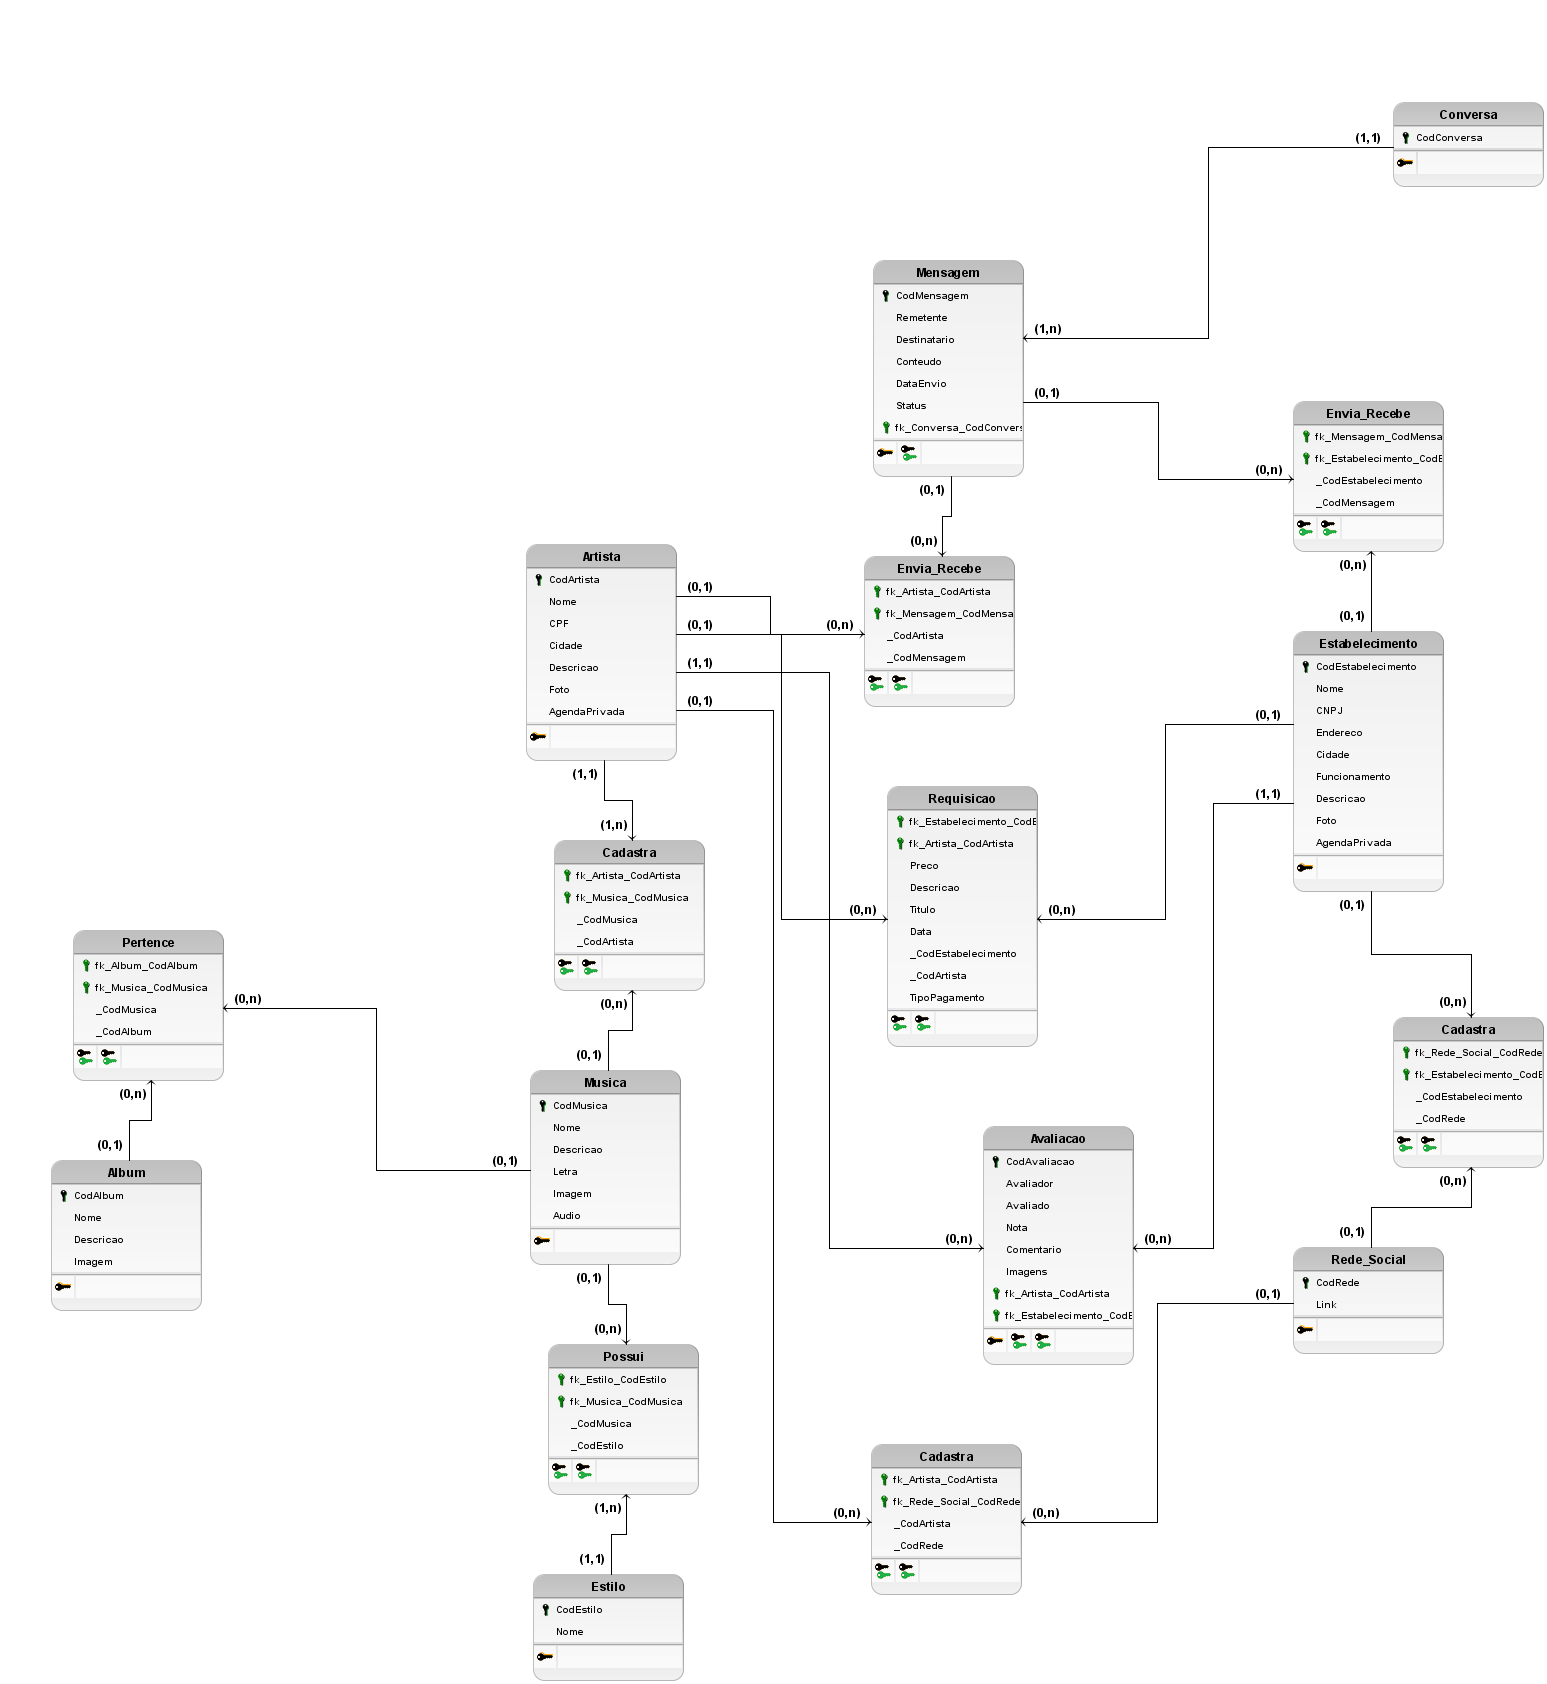 Conversa
CodConversa
(1,1)
Mensagem
CodMensagem
Remetente
Destinatario
Conteudo
DataEnvio
Status
fk_Conversa_CodConvers
(1,n)
(0,1)
(0,1)
Envia_Recebe
fk_Mensagem_CodMensa
fk_Estabelecimento_CodE
_CodEstabelecimento
_CodMensagem
(0,n)
(0,n)
(0,1)
(0,n)
Envia_Recebe
fk_Artista_CodArtista
fk_Mensagem_CodMensa
_CodArtista
_CodMensagem
(0,n)
Artista
CodArtista
Nome
CPF
Cidade
Descricao
Foto
AgendaPrivada
(0,1)
(0,1)
(1,1)
(0,1)
(1,1)
Estabelecimento
CodEstabelecimento
Nome
CNPJ
Endereco
Cidade
Funcionamento
Descricao
Foto
AgendaPrivada
(0,1)
(1,1)
(0,1)
Requisicao
fk_Estabelecimento_CodE
fk_Artista_CodArtista
Preco
Descricao
Titulo
Data
_CodEstabelecimento
_CodArtista
TipoPagamento
(0,n)
(0,n)
(1,n)
Cadastra
fk_Artista_CodArtista
fk_Musica_CodMusica
_CodMusica
_CodArtista
(0,n)
Pertence
fk_Album_CodAlbum
fk_Musica_CodMusica
_CodMusica
_CodAlbum
(0,n)
(0,n)
(0,1)
Album
CodAlbum
Nome
Descricao
Imagem
(0,1)
Musica
CodMusica
Nome
Descricao
Letra
Imagem
Audio
(0,1)
(0,1)
(0,n)
Cadastra
fk_Rede_Social_CodRede
fk_Estabelecimento_CodE
_CodEstabelecimento
_CodRede
(0,n)
(0,1)
Avaliacao
CodAvaliacao
Avaliador
Avaliado
Nota
Comentario
Imagens
fk_Artista_CodArtista
fk_Estabelecimento_CodE
(0,n)
(0,n)
Rede_Social
CodRede
Link
(0,1)
(0,n)
Possui
fk_Estilo_CodEstilo
fk_Musica_CodMusica
_CodMusica
_CodEstilo
(1,n)
(1,1)
Cadastra
fk_Artista_CodArtista
fk_Rede_Social_CodRede
_CodArtista
_CodRede
(0,n)
(0,n)
Estilo
CodEstilo
Nome